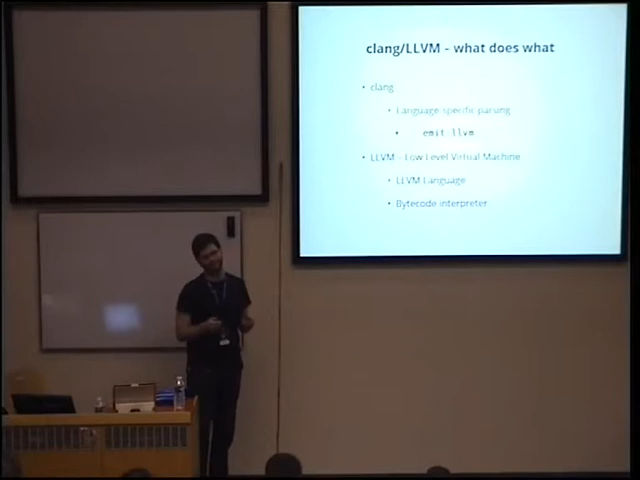 clang/LLVM - what does what
• clang
• Language specific parsing
• emit llvm
• LLVM - Low Level Virtual Machine
• LLVM Language
• Bytecode interpreter